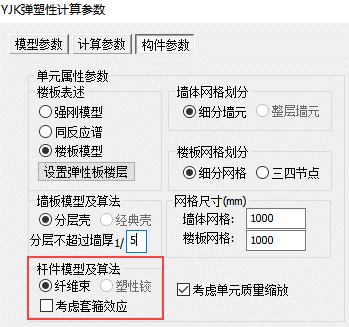 YJK弹塑性计算参数
模型参数 计算参数 构件参数
单元属性参数
楼板表述
强刚模型
同反应谱
楼板模型
设置弹性板楼层
墙体网格划分
细分墙元 整层墙元
楼板网格划分
细分网格 三四节点
墙板模型及算法
分层壳 经典壳
分层不超过墙厚1/ 5
网格尺寸(mm)
墙体网格: 1000
楼板网格: 1000
杆件模型及算法
纤维束 塑性铰
考虑套箍效应
考虑单元质量缩放